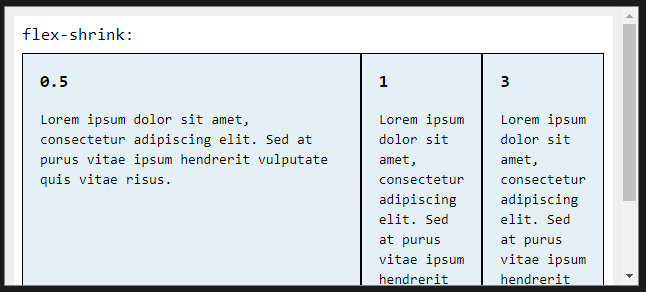 flex-shrink:
0.5
Lorem ipsum dolor sit amet,
consectetur adipiscing elit. Sed at
purus vitae ipsum hendrerit vulputate
quis vitae risus.
1
Lorem ipsum
dolor sit
amet,
consectetur
adipiscing
elit. Sed
at purus
vitae ipsum
hendrerit
3
Lorem ipsum
dolor sit
amet,
consectetur
adipiscing
elit. Sed
at purus
vitae ipsum
hendrerit